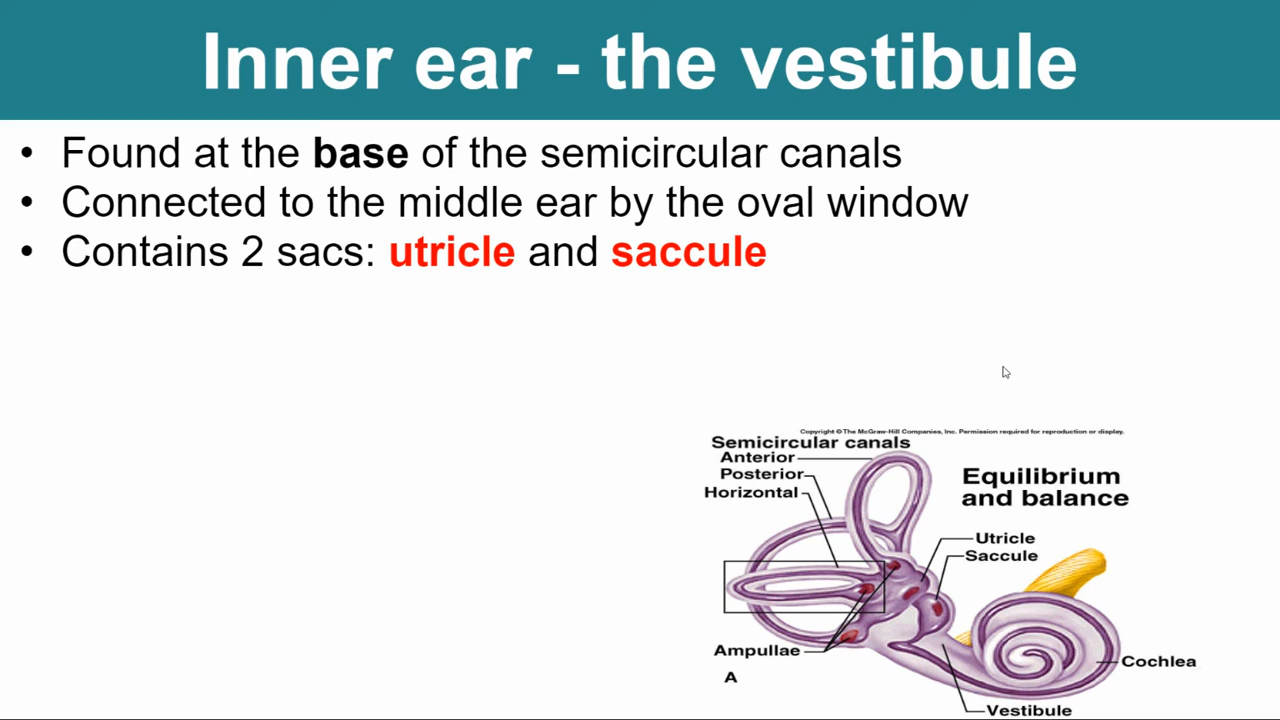 Inner ear - the vestibule
• Found at the base of the semicircular canals
• Connected to the middle ear by the oval window
• Contains 2 sacs: utricle and saccule
Copyright © The McGraw-Hill Companies, Inc. Permission required for reproduction or display.
Semicircular canals
Anterior
Posterior
Horizontal
Equilibrium
and balance
Utricle
Saccule
Ampullae
Cochlea
A
Vestibule